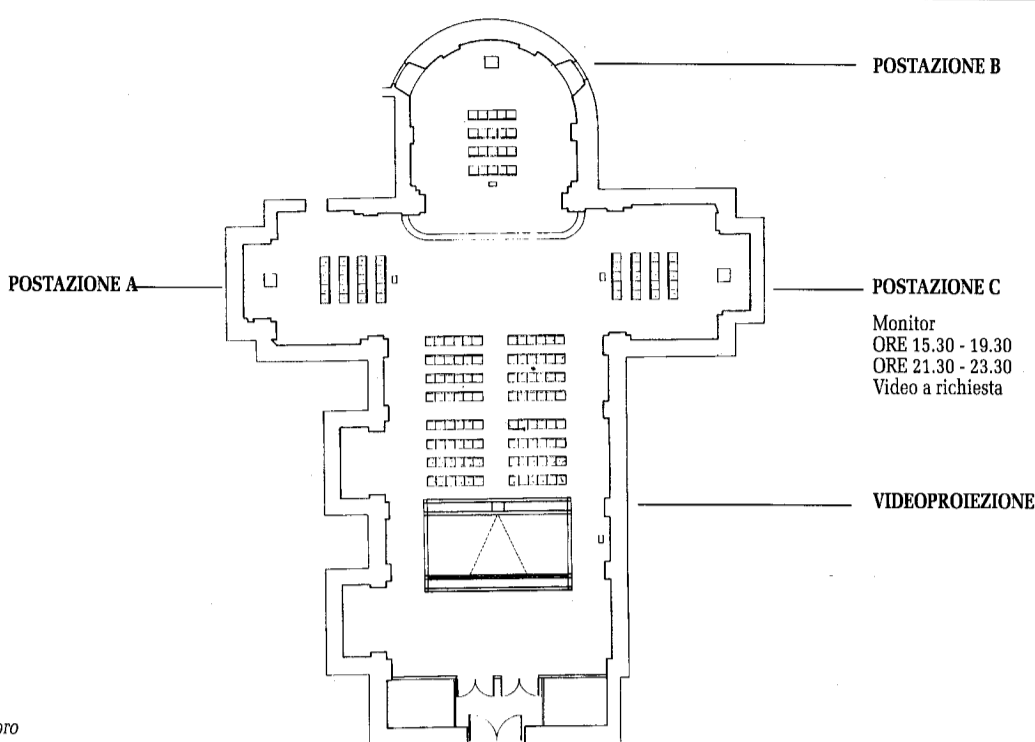 POSTAZIONE B
POSTAZIONE A
POSTAZIONE C
Monitor
ORE 15.30 - 19.30
ORE 21.30 - 23.30
Video a richiesta
VIDEOPROIEZIONE